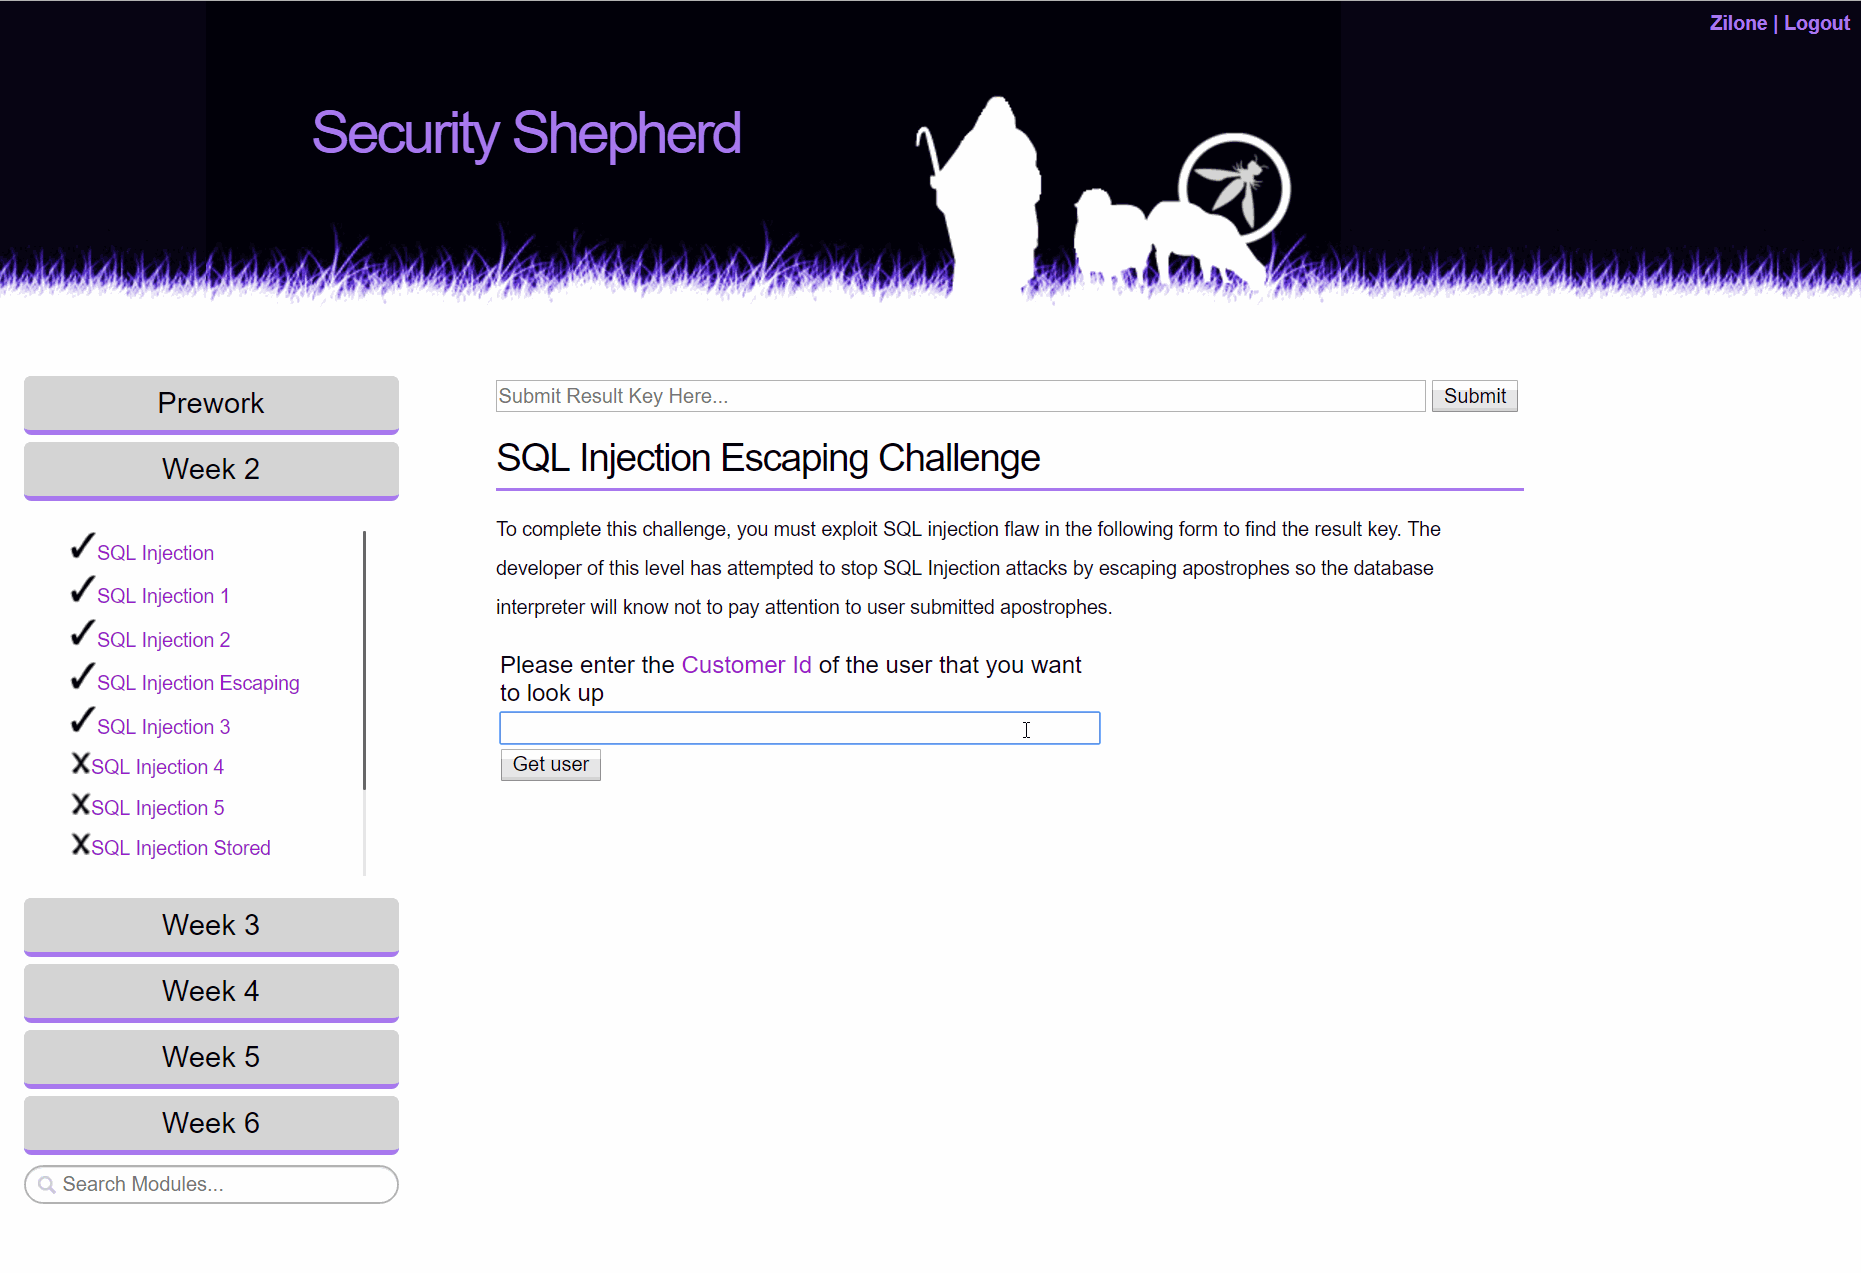 Zilone | Logout
Security Shepherd
Prework
Week 2
SQL Injection
SQL Injection 1
SQL Injection 2
SQL Injection Escaping
SQL Injection 3
XSQL Injection 4
XSQL Injection 5
XSQL Injection Stored
Week 3
Week 4
Week 5
Week 6
Search Modules...
Submit Result Key Here...
Submit
SQL Injection Escaping Challenge
To complete this challenge, you must exploit SQL injection flaw in the following form to find the result key. The
developer of this level has attempted to stop SQL Injection attacks by escaping apostrophes so the database
interpreter will know not to pay attention to user submitted apostrophes.
Please enter the Customer Id of the user that you want
to look up
Get user